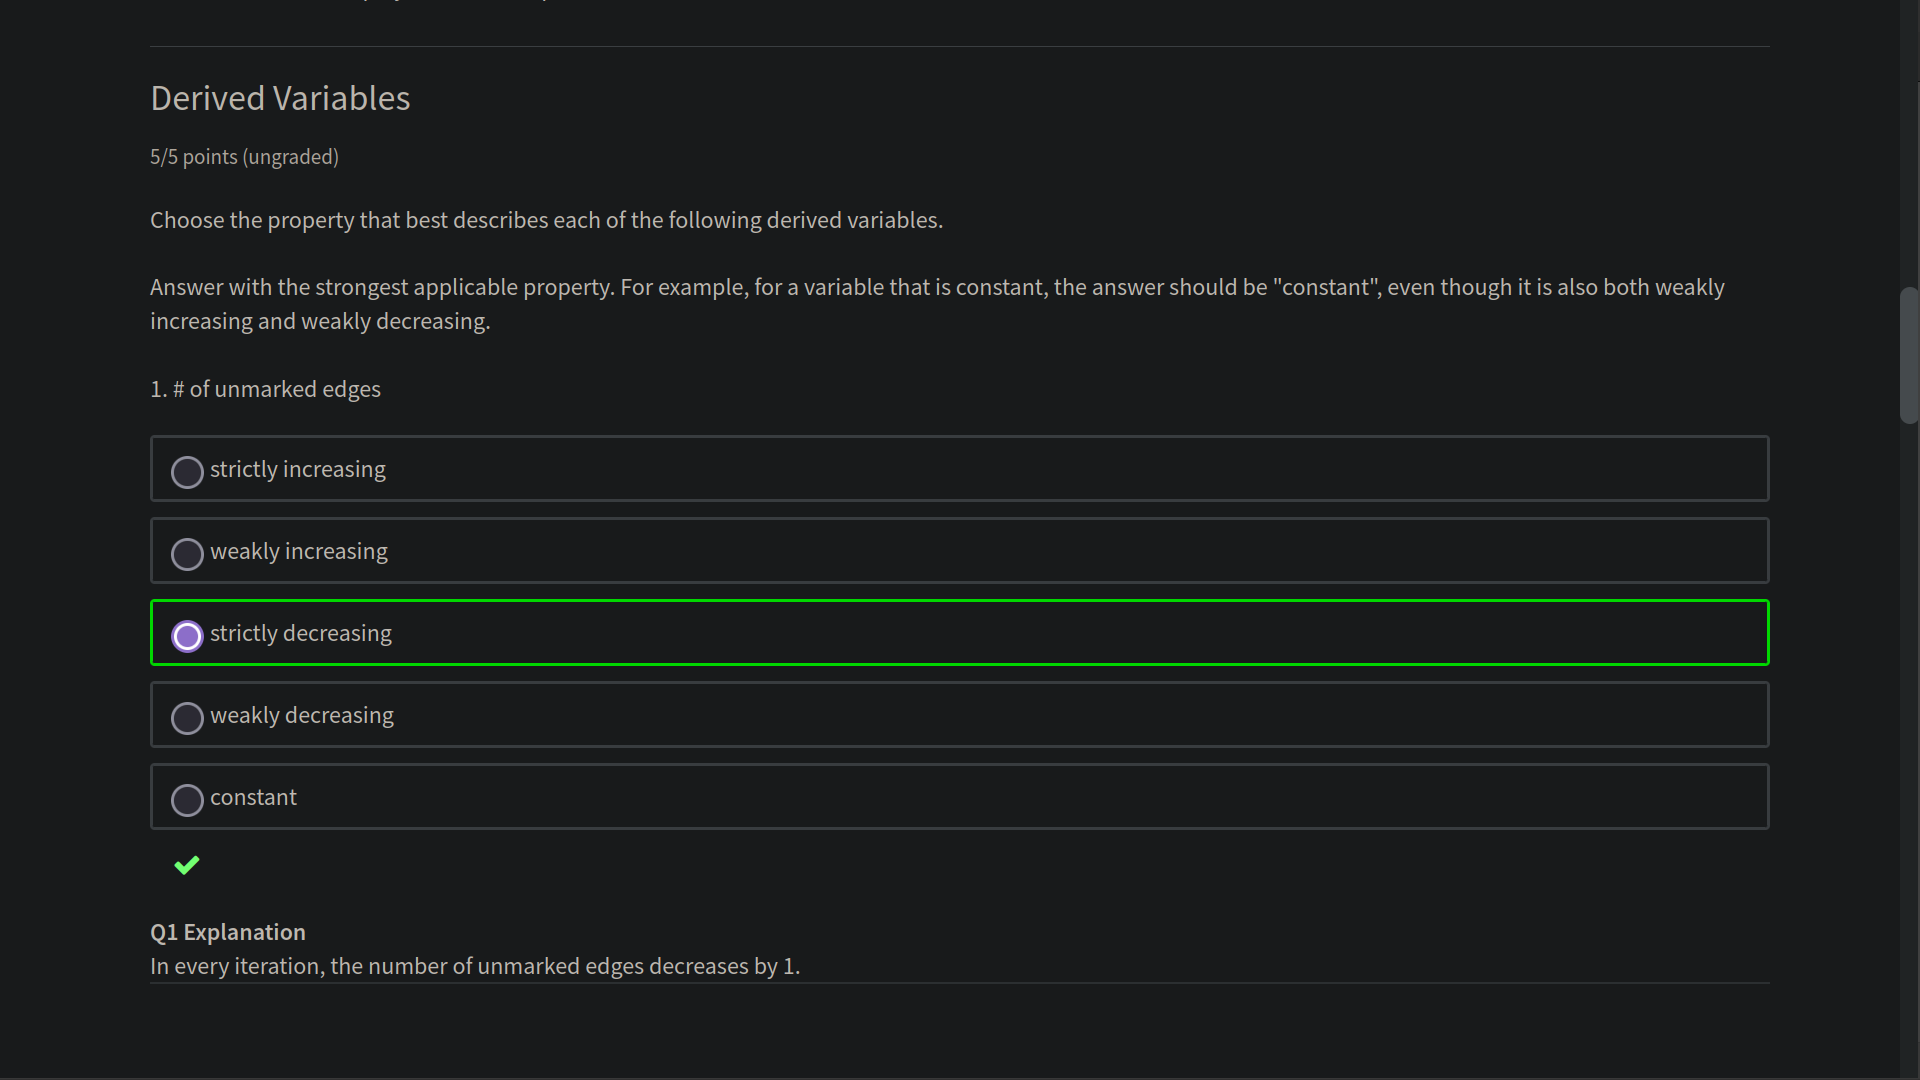 Derived Variables
5/5 points (ungraded)
Choose the property that best describes each of the following derived variables.
Answer with the strongest applicable property. For example, for a variable that is constant, the answer should be "constant", even though it is also both weakly
increasing and weakly decreasing.
1. # of unmarked edges
strictly increasing
weakly increasing
strictly decreasing
weakly decreasing
constant
Q1 Explanation
In every iteration, the number of unmarked edges decreases by 1.